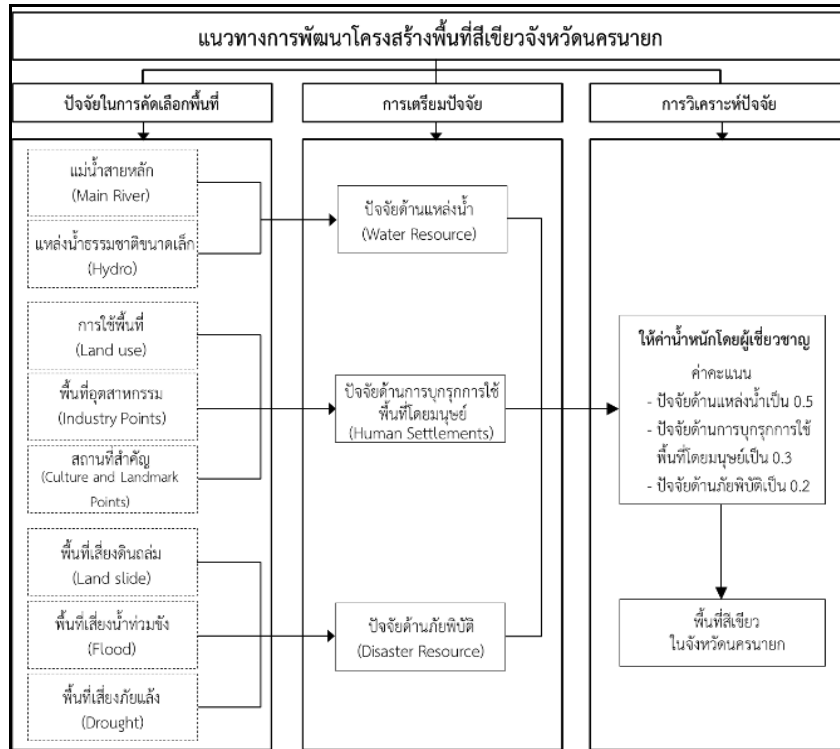 แนวทางการพัฒนาโครงสร้างพื้นที่สีเขียวจังหวัดนครนายก
ปัจจัยในการคัดเลือกพื้นที่
แม่น้ำสายหลัก
(Main River)
แหล่งน้ำธรรมชาติขนาดเล็ก
(Hydro)
การใช้พื้นที่
(Land use)
พื้นที่อุตสาหกรรม
(Industry Points)
สถานที่สำคัญ
(Culture and Landmark
Points)
พื้นที่เสี่ยงดินถล่ม
(Land slide)
พื้นที่เสี่ยงน้ำท่วมขัง
(Flood)
พื้นที่เสี่ยงภัยแล้ง
(Drought)
การเตรียมปัจจัย
ปัจจัยด้านแหล่งน้ำ
(Water Resource)
ปัจจัยด้านการบุกรุกการใช้
พื้นที่โดยมนุษย์
(Human Settlements)
ปัจจัยด้านภัยพิบัติ
(Disaster Resource)
การวิเคราะห์ปัจจัย
ให้ค่าน้ำหนักโดยผู้เชี่ยวชาญ
ค่าคะแนน
- ปัจจัยด้านแหล่งน้ำเป็น 0.5
- ปัจจัยด้านการบุกรุกการใช้
พื้นที่โดยมนุษย์เป็น 0.3
- ปัจจัยด้านภัยพิบัติเป็น 0.2
พื้นที่สีเขียว
ในจังหวัดนครนายก